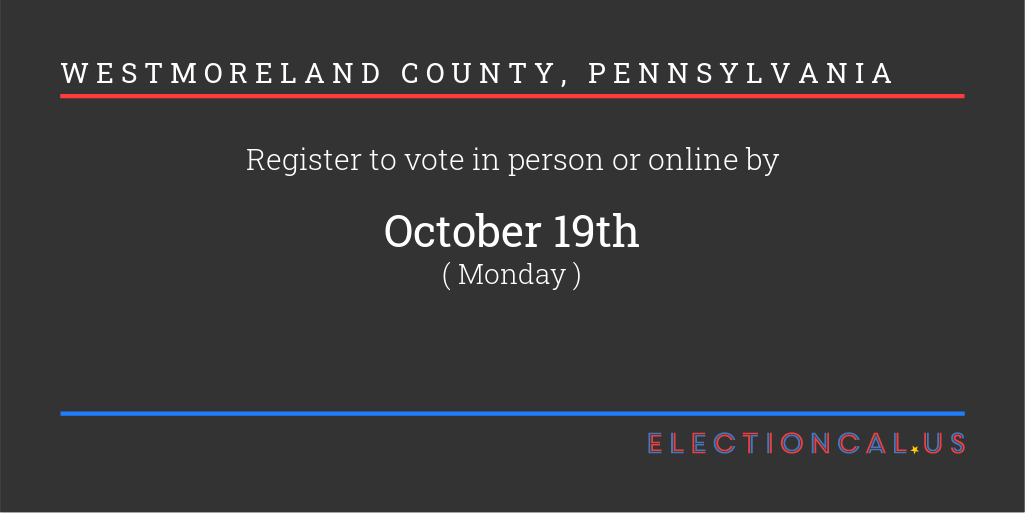 WESTMORELAND COUNTY, PENNSYLVANIA
Register to vote in person or online by
October 19th
( Monday )
ELECTIONCAL.US